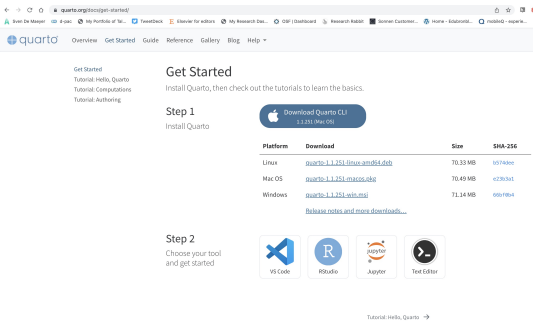 quarto.org/docs/get-started/
Sven De Maeyer
d-pac
My Portfolio of Tal...
TweetDeck
Elsevier for editors
My Research Das...
OSF | Dashboard
Research Rabbit
Sonnen Customer...
Home - Edubron/d...
mobileQ - experie...
quarto
Overview Get Started Guide Reference Gallery Blog Help
Get Started
Tutorial: Hello, Quarto
Tutorial: Computations
Tutorial: Authoring
Get Started
Install Quarto, then check out the tutorials to learn the basics.
Step 1
Install Quarto
Download Quarto CLI
1.1.251 (Mac OS)
Platform Download Size SHA-256
Linux quarto-1.1.251-linux-amd64.deb 70.33 MB b574dee
Mac OS quarto-1.1.251-macos.pkg 70.49 MB e23b3a1
Windows quarto-1.1.251-win.msi 71.14 MB
Release notes and more downloads...
Step 2
Choose your tool
and get started
VS Code
R
RStudio
jupyter
Jupyter
Text Editor
Tutorial: Hello, Quarto